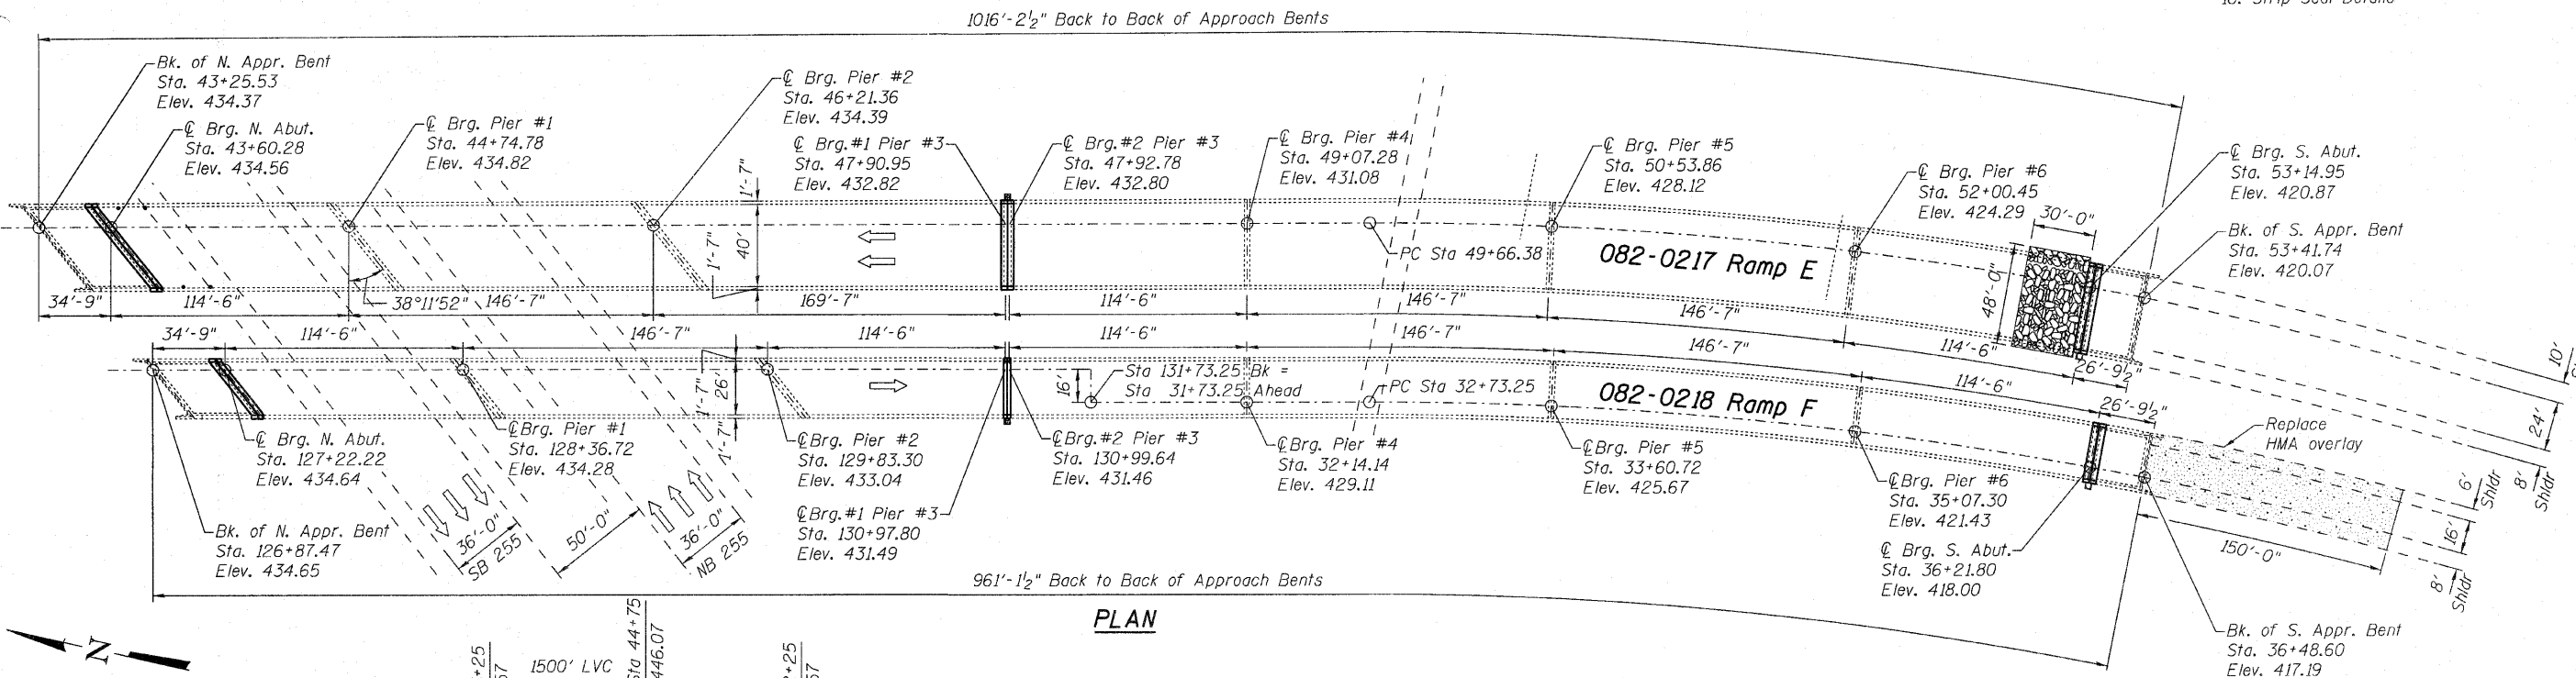 10. Strip Seal Details
1016'-2½" Back to Back of Approach Bents
Bk. of N. Appr. Bent
Sta. 43+25.53
Elev. 434.37
℄ Brg. N. Abut.
Sta. 43+60.28
Elev. 434.56
℄ Brg. Pier #1
Sta. 44+74.78
Elev. 434.82
℄ Brg. Pier #2
Sta. 46+21.36
Elev. 434.39
℄ Brg.#1 Pier #3
Sta. 47+90.95
Elev. 432.82
℄ Brg.#2 Pier #3
Sta. 47+92.78
Elev. 432.80
℄ Brg. Pier #4
Sta. 49+07.28
Elev. 431.08
℄ Brg. Pier #5
Sta. 50+53.86
Elev. 428.12
℄ Brg. Pier #6
Sta. 52+00.45
Elev. 424.29
℄ Brg. S. Abut.
Sta. 53+14.95
Elev. 420.87
Bk. of S. Appr. Bent
Sta. 53+41.74
Elev. 420.07
1'-7"
40'
1'-7"
PC Sta 49+66.38
082-0217 Ramp E
30'-0"
48'-0"
38°11'52"
34'-9"
114'-6"
146'-7"
169'-7"
114'-6"
146'-7"
146'-7"
114'-6"
26'-9½"
10'
24'
8'
Shldr
34'-9"
114'-6"
146'-7"
114'-6"
114'-6"
146'-7"
146'-7"
114'-6"
26'-9½"
1'-7"
26'
1'-7"
16'
Sta 131+73.25 Bk =
Sta 31+73.25 Ahead
PC Sta 32+73.25
082-0218 Ramp F
Replace
HMA overlay
6'
Shldr
16'
8'
Shldr
150'-0"
Bk. of N. Appr. Bent
Sta. 126+87.47
Elev. 434.65
℄ Brg. N. Abut.
Sta. 127+22.22
Elev. 434.64
℄ Brg. Pier #1
Sta. 128+36.72
Elev. 434.28
℄ Brg. Pier #2
Sta. 129+83.30
Elev. 433.04
℄ Brg.#1 Pier #3
Sta. 130+97.80
Elev. 431.49
℄ Brg.#2 Pier #3
Sta. 130+99.64
Elev. 431.46
℄ Brg. Pier #4
Sta. 32+14.14
Elev. 429.11
℄ Brg. Pier #5
Sta. 33+60.72
Elev. 425.67
℄ Brg. Pier #6
Sta. 35+07.30
Elev. 421.43
℄ Brg. S. Abut.
Sta. 36+21.80
Elev. 418.00
Bk. of S. Appr. Bent
Sta. 36+48.60
Elev. 417.19
36'-0"
SB 255
50'-0"
36'-0"
NB 255
961'-1½" Back to Back of Approach Bents
PLAN
N
+25
1500' LVC
Sta 44+75
446.07
+25